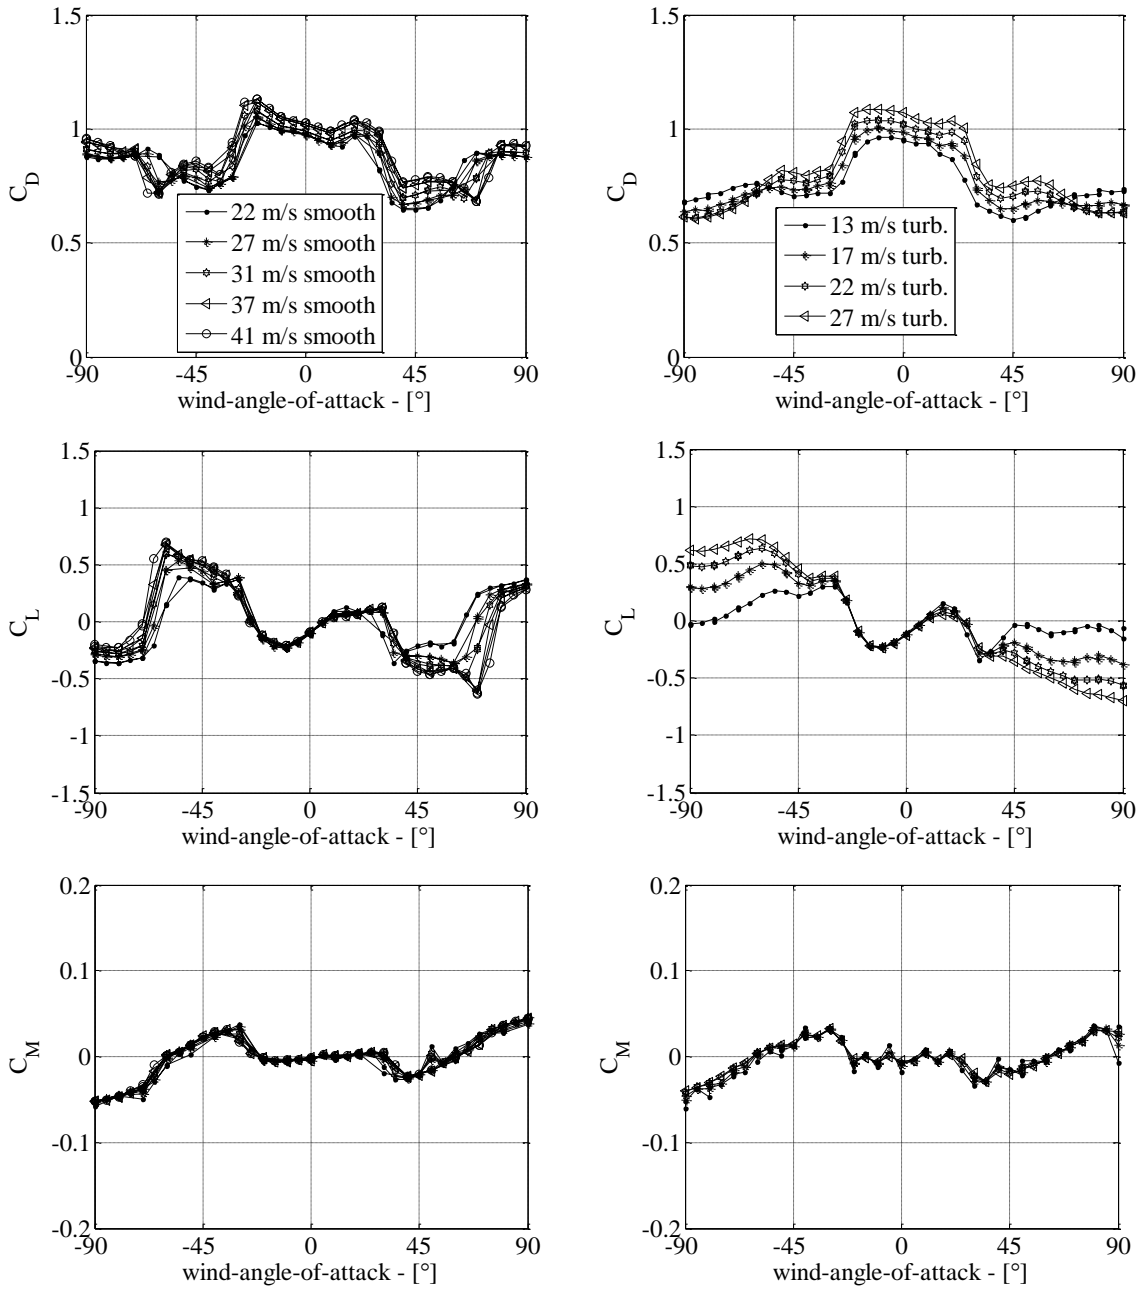 1.5
1
0.5
0
C_D
-90 -45 0 45 90
wind-angle-of-attack - [°]
22 m/s smooth
27 m/s smooth
31 m/s smooth
37 m/s smooth
41 m/s smooth
1.5
1
0.5
0
C_D
-90 -45 0 45 90
wind-angle-of-attack - [°]
13 m/s turb.
17 m/s turb.
22 m/s turb.
27 m/s turb.
1.5
1
0.5
0
-0.5
-1
-1.5
C_L
-90 -45 0 45 90
wind-angle-of-attack - [°]
1.5
1
0.5
0
-0.5
-1
-1.5
C_L
-90 -45 0 45 90
wind-angle-of-attack - [°]
0.2
0.1
0
-0.1
-0.2
C_M
-90 -45 0 45 90
wind-angle-of-attack - [°]
0.2
0.1
0
-0.1
-0.2
C_M
-90 -45 0 45 90
wind-angle-of-attack - [°]